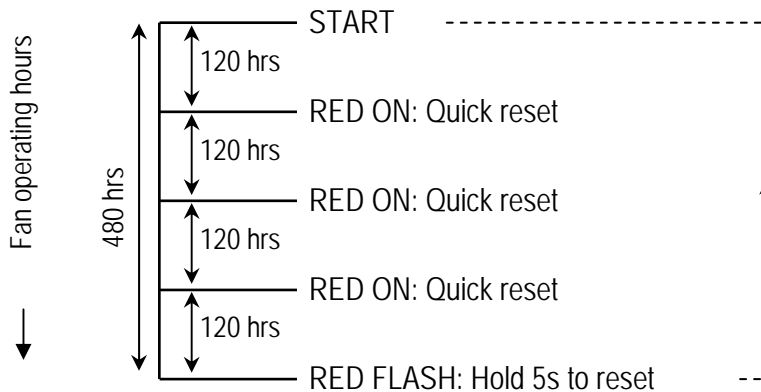 START
120 hrs
RED ON: Quick reset
120 hrs
RED ON: Quick reset
120 hrs
RED ON: Quick reset
120 hrs
RED FLASH: Hold 5s to reset
480 hrs
Fan operating hours